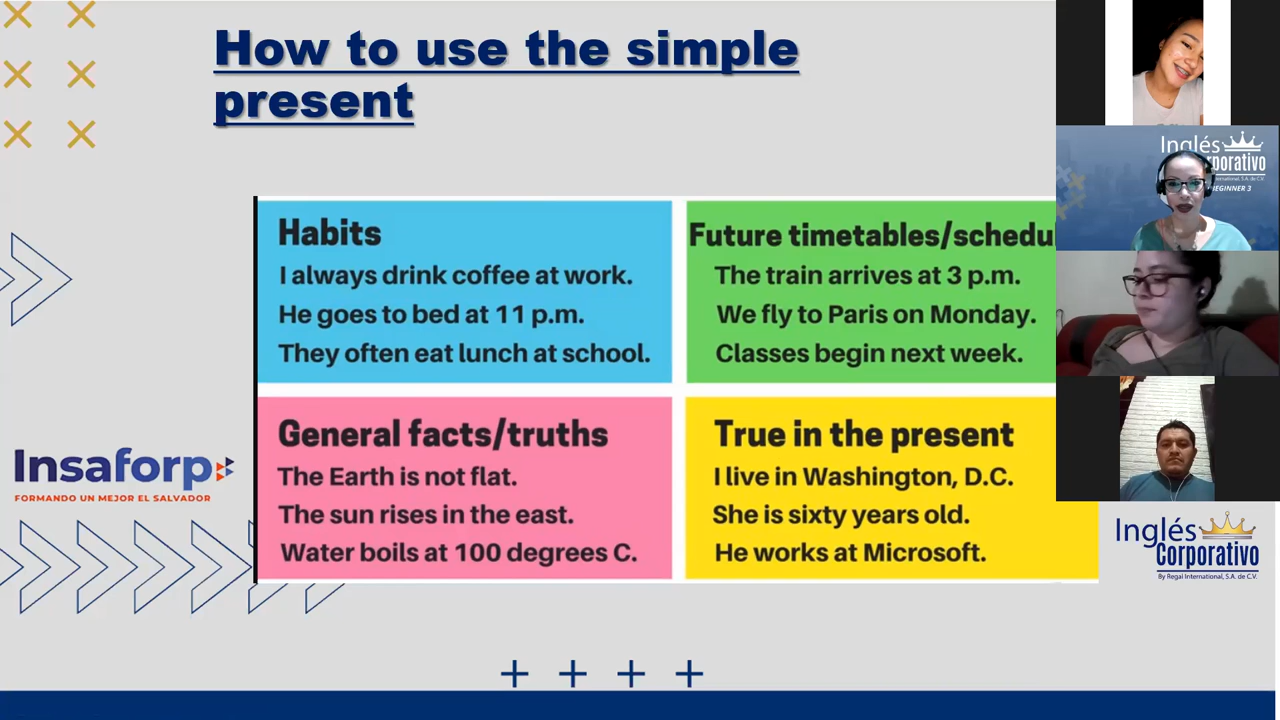 How to use the simple
present
Habits
I always drink coffee at work.
He goes to bed at 11 p.m.
They often eat lunch at school.
Future timetables/schedu
The train arrives at 3 p.m.
We fly to Paris on Monday.
Classes begin next week.
General facts/truths
The Earth is not flat.
The sun rises in the east.
Water boils at 100 degrees C.
True in the present
I live in Washington, D.C.
She is sixty years old.
He works at Microsoft.
Insaforp
FORMANDO UN MEJOR EL SALVADOR
Inglés
Corporativo
By Regal International, S.A. de C.V.
Inglés
rporativo
ernational, S.A. de C.V.
BEGINNER 3